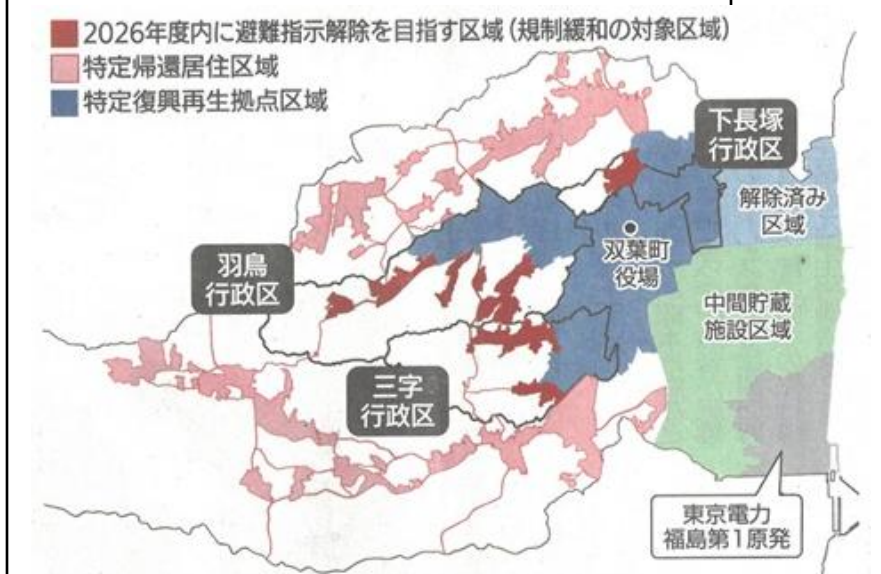 2026年度内に避難指示解除を目指す区域（規制緩和の対象区域）
特定帰還居住区域
特定復興再生拠点区域
下長塚
行政区
解除済み
区域
双葉町
役場
羽鳥
行政区
中間貯蔵
施設区域
三字
行政区
東京電力
福島第1原発